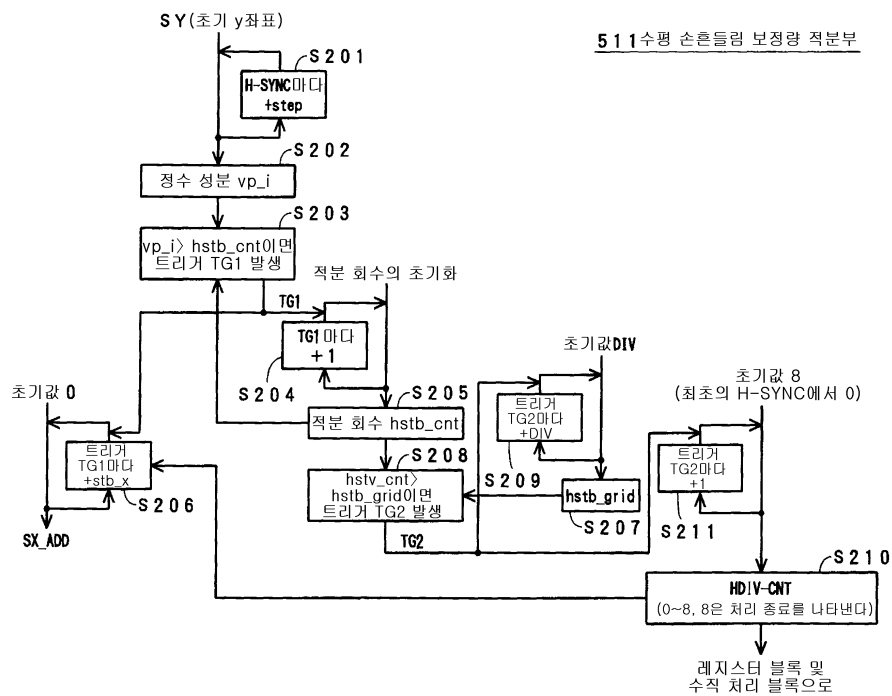 SY(초기 y좌표)
511수평 손흔들림 보정량 적분부
S201
H-SYNC마다
+step
S202
정수 성분 vp_i
S203
vp_i> hstb_cnt이면
트리거 TG1 발생
적분 회수의 초기화
TG1
TG1마다
+1
S204
초기값DIV
S205
적분 회수 hstb_cnt
트리거
TG2마다
+DIV
S209
초기값 8
(최초의 H-SYNC에서 0)
초기값 0
트리거
TG1마다
+stb_x
S206
SX_ADD
S208
hstv_cnt>
hstb_grid이면
트리거 TG2 발생
TG2
hstb_grid
S207
트리거
TG2마다
+1
S211
S210
HDIV-CNT
(0~8, 8은 처리 종료를 나타낸다)
레지스터 블록 및
수직 처리 블록으로